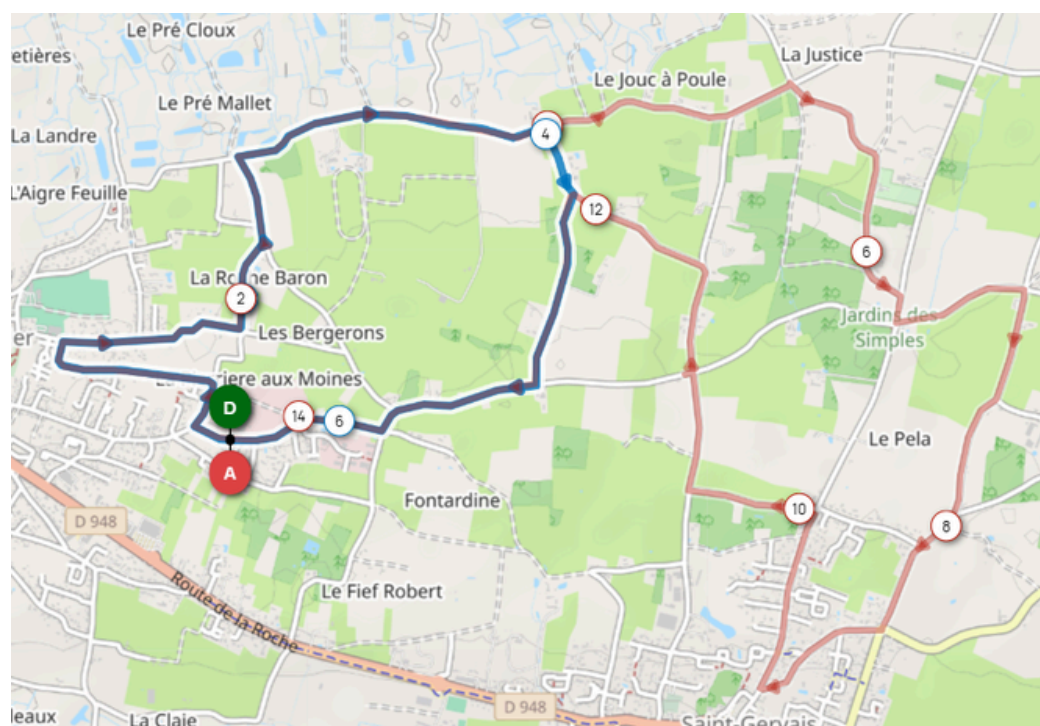 Le Pré Cloux
etières
La Justice
Le Jouc à Poule
Le Pré Mallet
La Landre
4
L'Aigre Feuille
12
6
La Roche Baron
2
Jardins des
Simples
Les Bergerons
er
riere aux Moines
D
14
6
Le Pela
A
Fontardine
10
D 948
8
Route de la Roche
Le Fief Robert
D 948
leaux
La Claie
Saint-Gervais